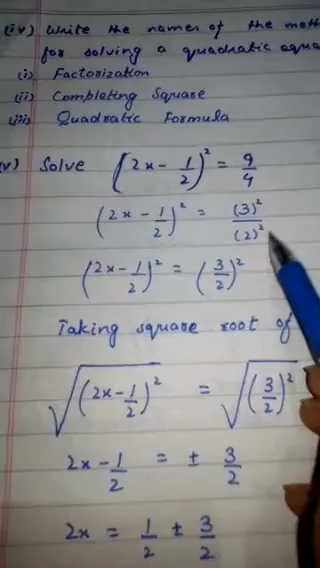 (iv) Write the names of the
for solving a quadratic
(i) Factorization
(ii) Completing Square
(iii) Quadratic Formula
v) Solve (2x - 1/2)² = 9/4
(2x - 1/2)² = (3)²/(2)²
(2x - 1/2)² = (3/2)²
Taking square root of
√(2x - 1/2)² = √(3/2)²
2x - 1/2 = ± 3/2
2x = 1/2 ± 3/2